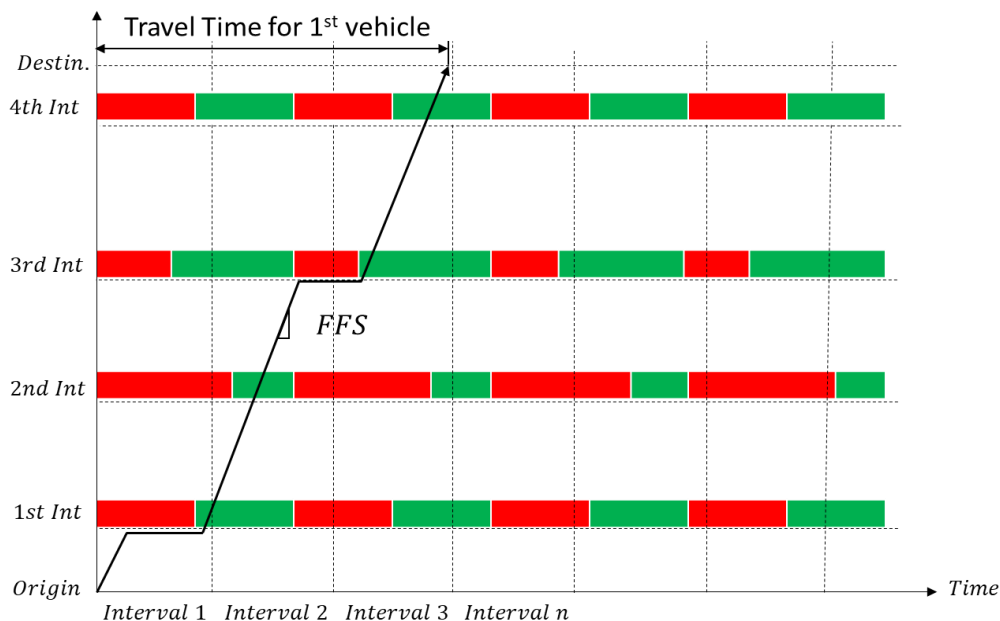 Travel Time for 1st vehicle
Destin.
4th Int
3rd Int
FFS
2nd Int
1st Int
Origin
Time
Interval 1 Interval 2 Interval 3 Interval n